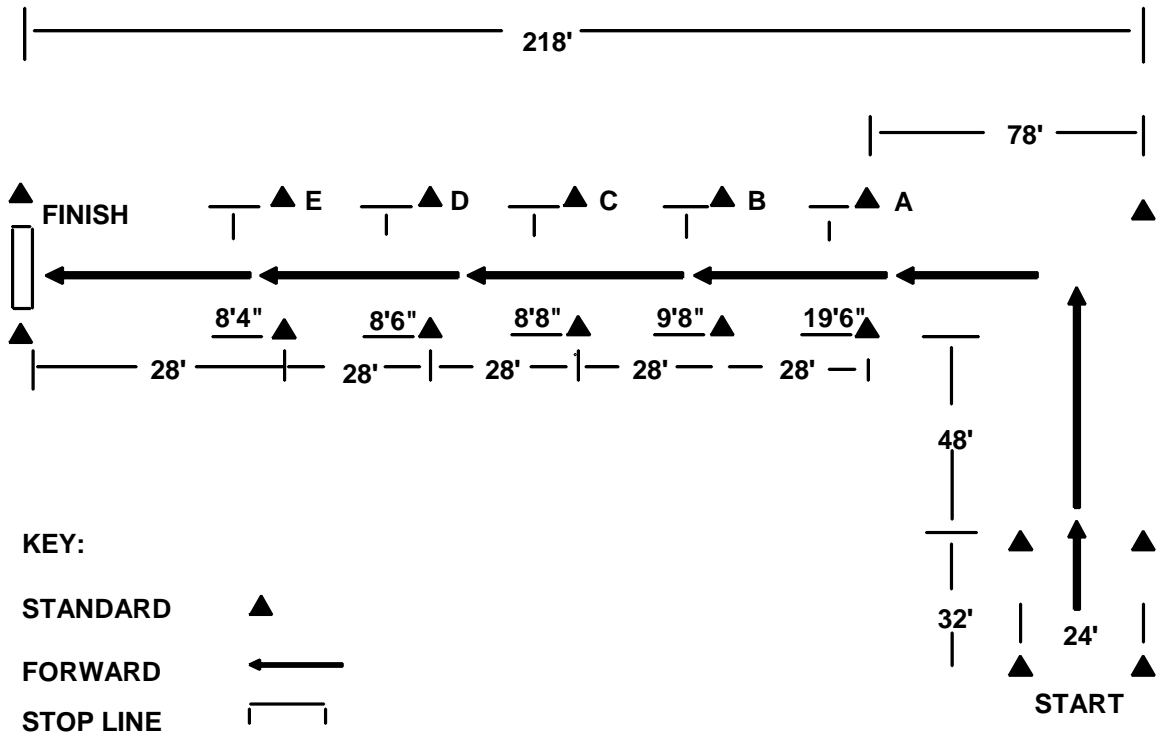 218'
78'
FINISH E D C B A
8'4" 8'6" 8'8" 9'8" 19'6"
28' 28' 28' 28' 28'
48'
KEY:
STANDARD
32' 24'
FORWARD
START
STOP LINE